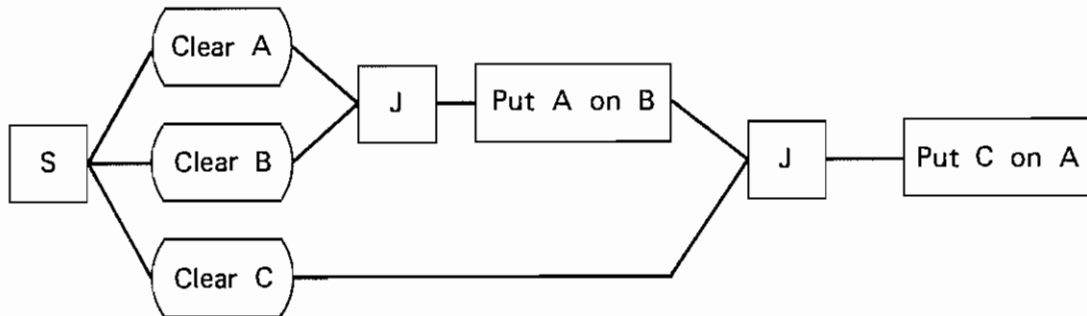 S
Clear A
Clear B
Clear C
J
Put A on B
J
Put C on A